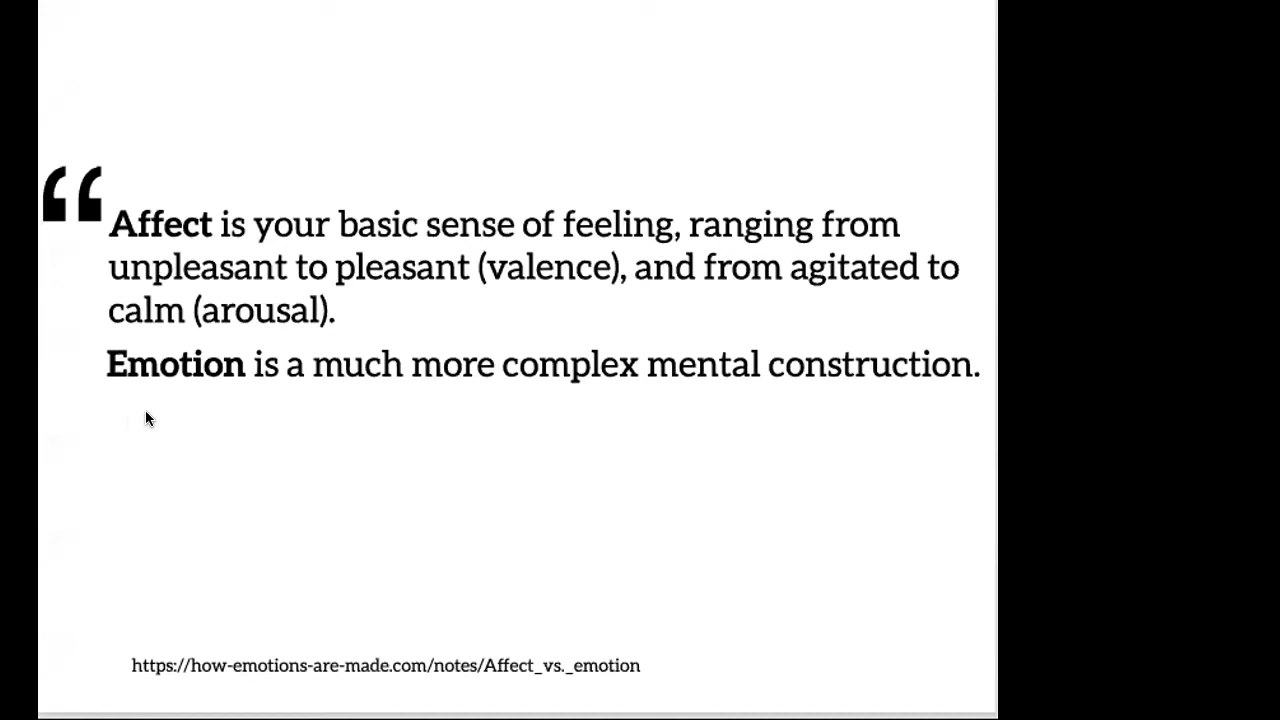 “Affect is your basic sense of feeling, ranging from
unpleasant to pleasant (valence), and from agitated to
calm (arousal).
Emotion is a much more complex mental construction.
https://how-emotions-are-made.com/notes/Affect_vs._emotion